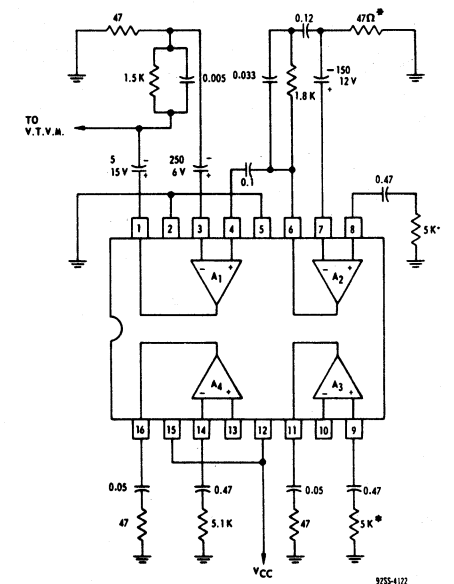 47
0.12
47Ω*
1.5 K
0.005
0.033
1.8 K
-150
12 V
+
TO
V.T.V.M.
5
15 V
-
+
250
6 V
-
+
0.1
0.47
5 K*
1
2
3
4
5
6
7
8
-
+
A1
-
+
A2
A4
-
+
A3
-
+
16
15
14
13
12
11
10
9
0.05
0.47
0.05
0.47
47
5.1 K
47
5 K*
VCC
92SS-4122